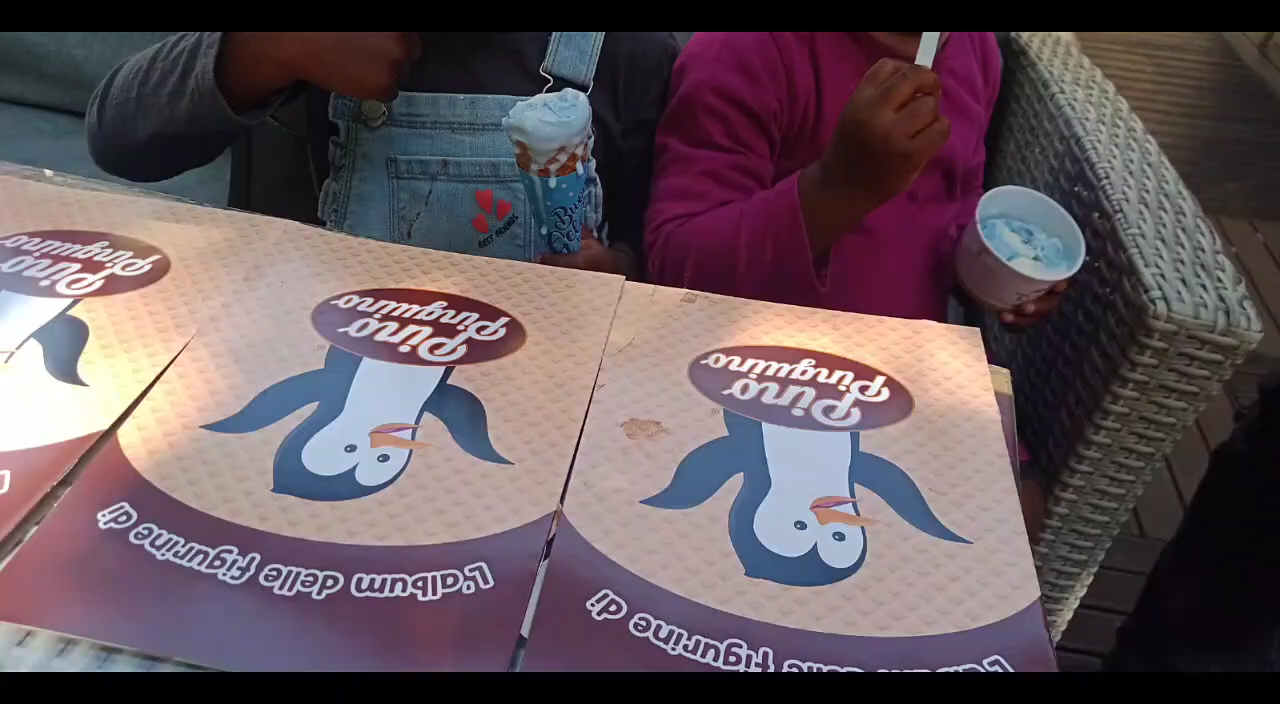 BEST FRIENDS
Pino
Pinguino
Pino
Pinguino
L'album delle figurine di
Pino
Pinguino
L'album delle figurine di